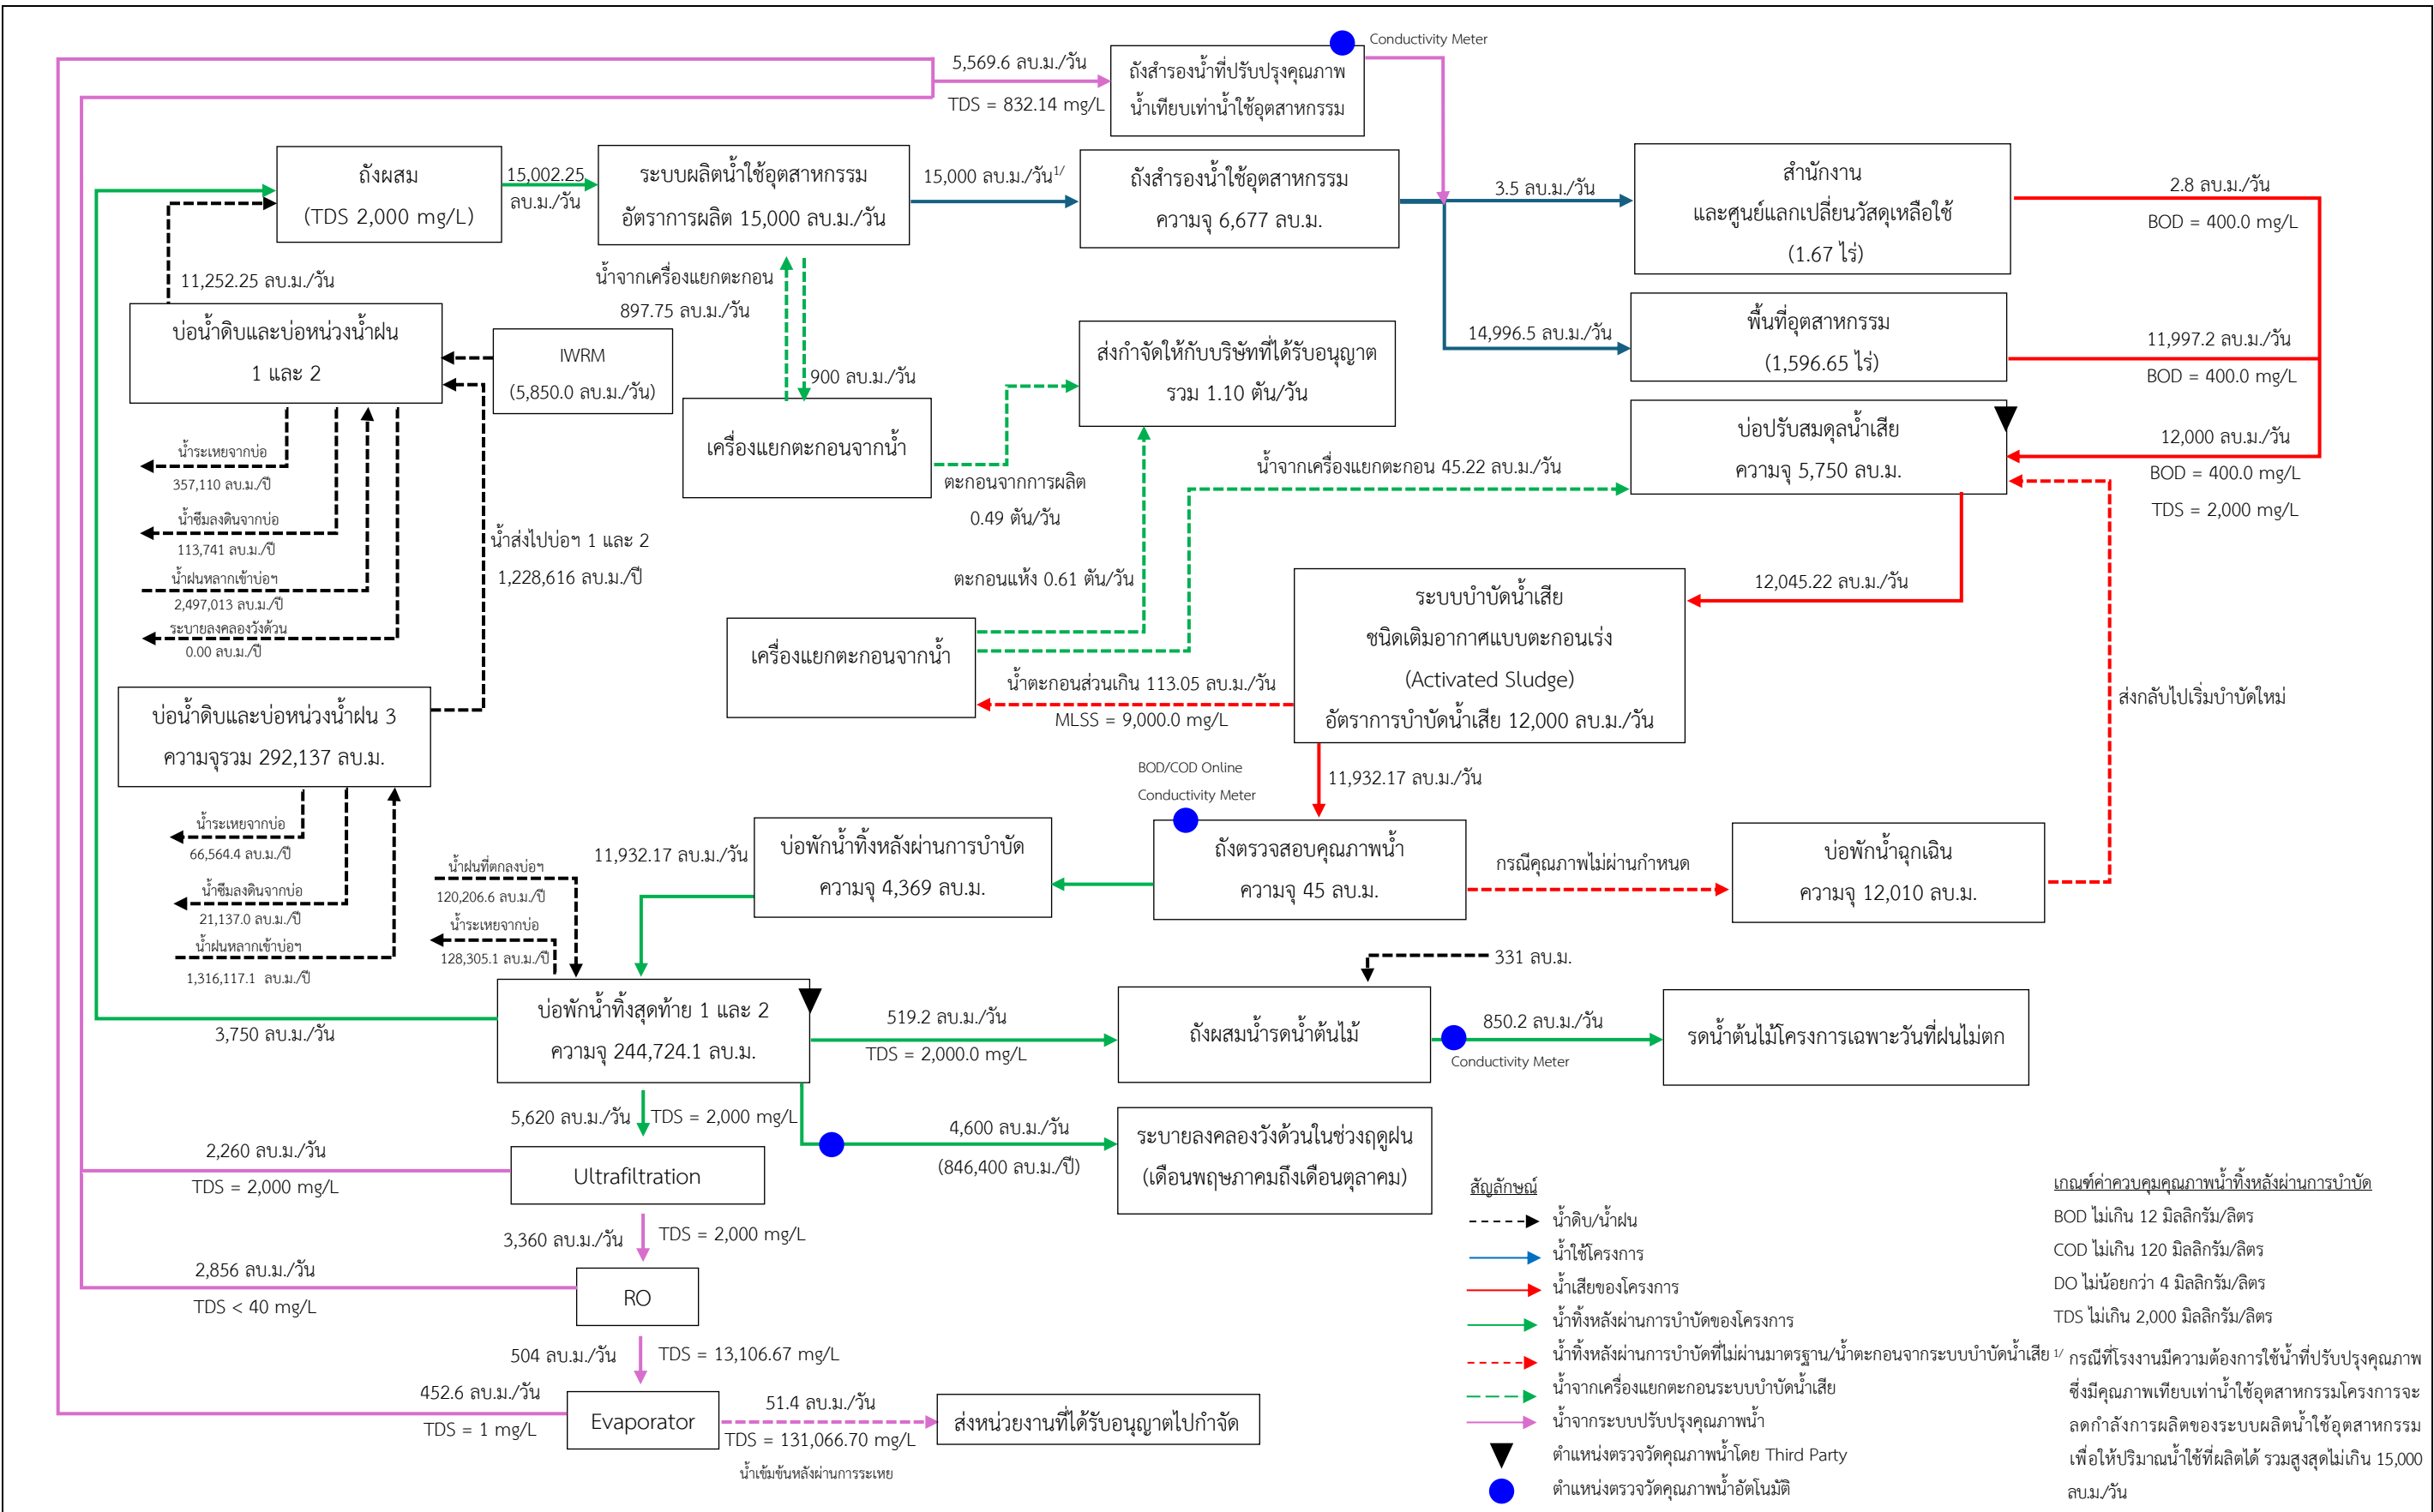 Conductivity Meter
5,569.6 ลบ.ม./วัน
TDS = 832.14 mg/L
ถังสำรองน้ำที่ปรับปรุงคุณภาพ
น้ำเทียบเท่าน้ำใช้อุตสาหกรรม
ถังผสม
(TDS 2,000 mg/L)
15,002.25
ลบ.ม./วัน
ระบบผลิตน้ำใช้อุตสาหกรรม
อัตราการผลิต 15,000 ลบ.ม./วัน
15,000 ลบ.ม./วัน1/
ถังสำรองน้ำใช้อุตสาหกรรม
ความจุ 6,677 ลบ.ม.
3.5 ลบ.ม./วัน
สำนักงาน
และศูนย์แลกเปลี่ยนวัสดุเหลือใช้
(1.67 ไร่)
2.8 ลบ.ม./วัน
BOD = 400.0 mg/L
11,252.25 ลบ.ม./วัน
น้ำจากเครื่องแยกตะกอน
897.75 ลบ.ม./วัน
บ่อน้ำดิบและบ่อหน่วงน้ำฝน
1 และ 2
IWRM
(5,850.0 ลบ.ม./วัน)
900 ลบ.ม./วัน
ส่งกำจัดให้กับบริษัทที่ได้รับอนุญาต
รวม 1.10 ตัน/วัน
14,996.5 ลบ.ม./วัน
พื้นที่อุตสาหกรรม
(1,596.65 ไร่)
11,997.2 ลบ.ม./วัน
BOD = 400.0 mg/L
เครื่องแยกตะกอนจากน้ำ
บ่อปรับสมดุลน้ำเสีย
ความจุ 5,750 ลบ.ม.
12,000 ลบ.ม./วัน
BOD = 400.0 mg/L
TDS = 2,000 mg/L
น้ำระเหยจากบ่อ
357,110 ลบ.ม./ปี
น้ำซึมลงดินจากบ่อ
113,741 ลบ.ม./ปี
น้ำฝนหลากเข้าบ่อฯ
2,497,013 ลบ.ม./ปี
ระบายลงคลองวังด้วน
0.00 ลบ.ม./ปี
น้ำส่งไปบ่อฯ 1 และ 2
1,228,616 ลบ.ม./ปี
ตะกอนจากการผลิต
0.49 ตัน/วัน
น้ำจากเครื่องแยกตะกอน 45.22 ลบ.ม./วัน
ตะกอนแห้ง 0.61 ตัน/วัน
12,045.22 ลบ.ม./วัน
ระบบบำบัดน้ำเสีย
ชนิดเติมอากาศแบบตะกอนเร่ง
(Activated Sludge)
อัตราการบำบัดน้ำเสีย 12,000 ลบ.ม./วัน
เครื่องแยกตะกอนจากน้ำ
น้ำตะกอนส่วนเกิน 113.05 ลบ.ม./วัน
MLSS = 9,000.0 mg/L
ส่งกลับไปเริ่มบำบัดใหม่
บ่อน้ำดิบและบ่อหน่วงน้ำฝน 3
ความจุรวม 292,137 ลบ.ม.
น้ำระเหยจากบ่อ
66,564.4 ลบ.ม./ปี
น้ำซึมลงดินจากบ่อ
21,137.0 ลบ.ม./ปี
น้ำฝนหลากเข้าบ่อฯ
1,316,117.1 ลบ.ม./ปี
BOD/COD Online
Conductivity Meter
11,932.17 ลบ.ม./วัน
น้ำฝนที่ตกลงบ่อฯ
120,206.6 ลบ.ม./ปี
น้ำระเหยจากบ่อ
128,305.1 ลบ.ม./ปี
11,932.17 ลบ.ม./วัน
บ่อพักน้ำทิ้งหลังผ่านการบำบัด
ความจุ 4,369 ลบ.ม.
ถังตรวจสอบคุณภาพน้ำ
ความจุ 45 ลบ.ม.
กรณีคุณภาพไม่ผ่านกำหนด
บ่อพักน้ำฉุกเฉิน
ความจุ 12,010 ลบ.ม.
331 ลบ.ม.
3,750 ลบ.ม./วัน
บ่อพักน้ำทิ้งสุดท้าย 1 และ 2
ความจุ 244,724.1 ลบ.ม.
519.2 ลบ.ม./วัน
TDS = 2,000.0 mg/L
ถังผสมน้ำรดน้ำต้นไม้
850.2 ลบ.ม./วัน
Conductivity Meter
รดน้ำต้นไม้โครงการเฉพาะวันที่ฝนไม่ตก
5,620 ลบ.ม./วัน
TDS = 2,000 mg/L
4,600 ลบ.ม./วัน
(846,400 ลบ.ม./ปี)
ระบายลงคลองวังด้วนในช่วงฤดูฝน
(เดือนพฤษภาคมถึงเดือนตุลาคม)
2,260 ลบ.ม./วัน
TDS = 2,000 mg/L
Ultrafiltration
3,360 ลบ.ม./วัน
TDS = 2,000 mg/L
2,856 ลบ.ม./วัน
TDS < 40 mg/L
RO
504 ลบ.ม./วัน
TDS = 13,106.67 mg/L
452.6 ลบ.ม./วัน
TDS = 1 mg/L
Evaporator
51.4 ลบ.ม./วัน
TDS = 131,066.70 mg/L
น้ำเข้มข้นหลังผ่านการระเหย
ส่งหน่วยงานที่ได้รับอนุญาตไปกำจัด
สัญลักษณ์
น้ำดิบ/น้ำฝน
น้ำใช้โครงการ
น้ำเสียของโครงการ
น้ำทิ้งหลังผ่านการบำบัดของโครงการ
น้ำทิ้งหลังผ่านการบำบัดที่ไม่ผ่านมาตรฐาน/น้ำตะกอนจากระบบบำบัดน้ำเสีย
น้ำจากเครื่องแยกตะกอนระบบบำบัดน้ำเสีย
น้ำจากระบบปรับปรุงคุณภาพน้ำ
ตำแหน่งตรวจวัดคุณภาพน้ำโดย Third Party
ตำแหน่งตรวจวัดคุณภาพน้ำอัตโนมัติ
เกณฑ์ค่าควบคุมคุณภาพน้ำทิ้งหลังผ่านการบำบัด
BOD ไม่เกิน 12 มิลลิกรัม/ลิตร
COD ไม่เกิน 120 มิลลิกรัม/ลิตร
DO ไม่น้อยกว่า 4 มิลลิกรัม/ลิตร
TDS ไม่เกิน 2,000 มิลลิกรัม/ลิตร
1/ กรณีที่โรงงานมีความต้องการใช้น้ำที่ปรับปรุงคุณภาพ
ซึ่งมีคุณภาพเทียบเท่าน้ำใช้อุตสาหกรรมโครงการจะ
ลดกำลังการผลิตของระบบผลิตน้ำใช้อุตสาหกรรม
เพื่อให้ปริมาณน้ำใช้ที่ผลิตได้ รวมสูงสุดไม่เกิน 15,000
ลบ.ม./วัน